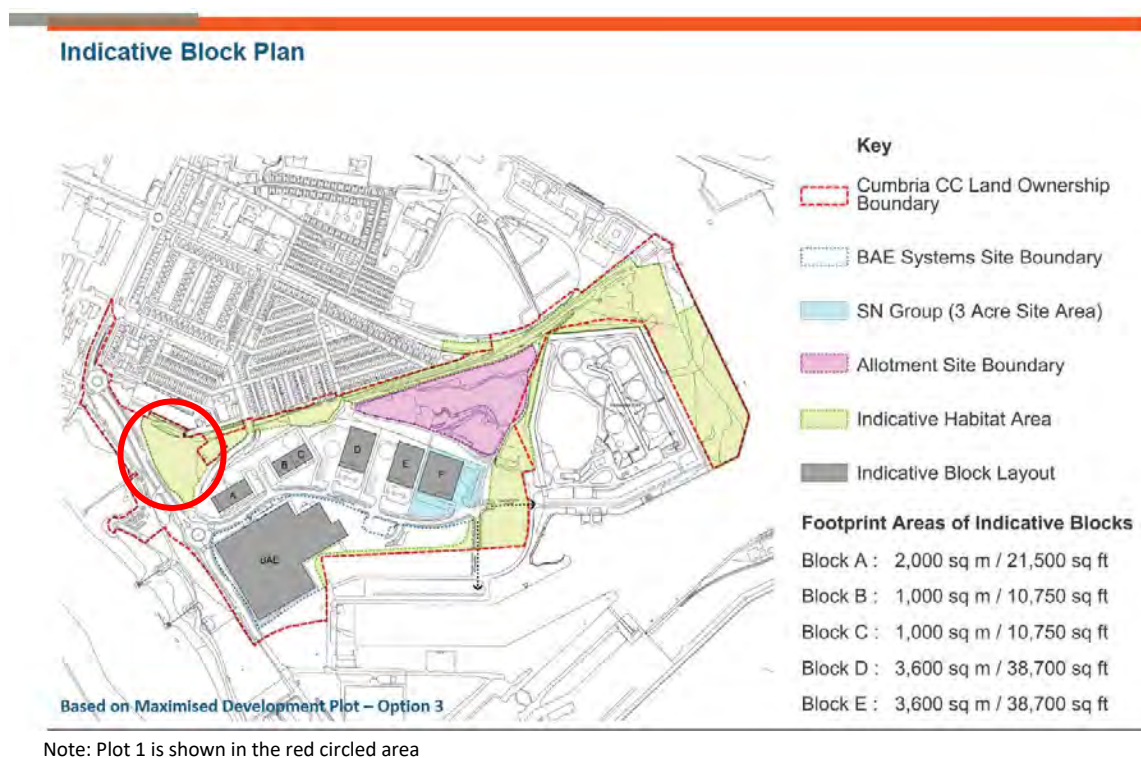 Indicative Block Plan
Key
Cumbria CC Land Ownership
Boundary
BAE Systems Site Boundary
SN Group (3 Acre Site Area)
Allotment Site Boundary
Indicative Habitat Area
Indicative Block Layout
Footprint Areas of Indicative Blocks
Block A : 2,000 sq m / 21,500 sq ft
Block B : 1,000 sq m / 10,750 sq ft
Block C : 1,000 sq m / 10,750 sq ft
Block D : 3,600 sq m / 38,700 sq ft
Block E : 3,600 sq m / 38,700 sq ft
D
C
B
E
F
A
BAE
Based on Maximised Development Plot – Option 3
Note: Plot 1 is shown in the red circled area